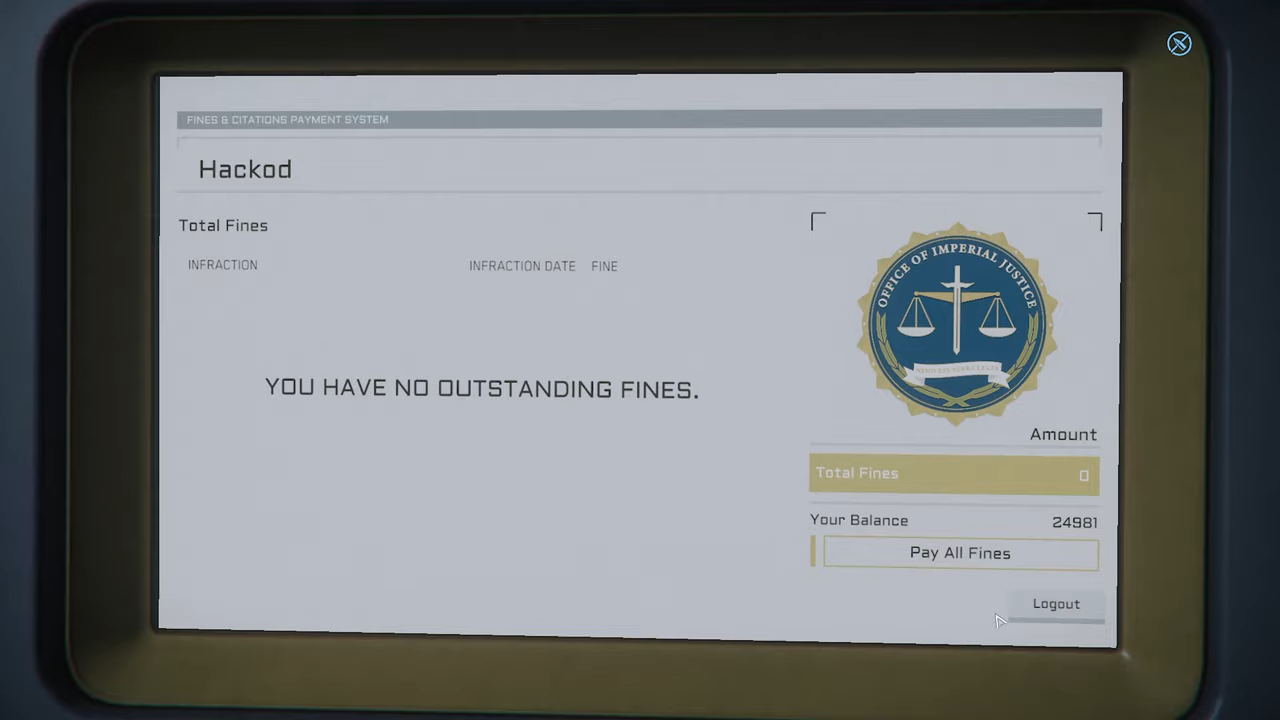 FINES & CITATIONS PAYMENT SYSTEM
Hackod
Total Fines
INFRACTION INFRACTION DATE FINE
YOU HAVE NO OUTSTANDING FINES.
OFFICE OF IMPERIAL JUSTICE
Amount
Total Fines 0
Your Balance 24981
Pay All Fines
Logout